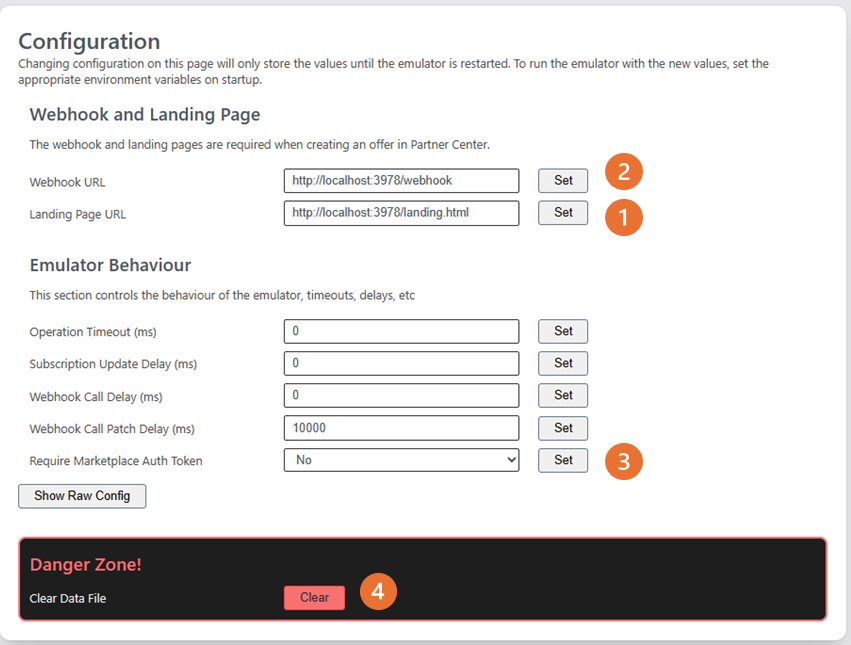 Configuration
Changing configuration on this page will only store the values until the emulator is restarted. To run the emulator with the new values, set the
appropriate environment variables on startup.
Webhook and Landing Page
The webhook and landing pages are required when creating an offer in Partner Center.
Webhook URL http://localhost:3978/webhook Set 2
Landing Page URL http://localhost:3978/landing.html Set 1
Emulator Behaviour
This section controls the behaviour of the emulator, timeouts, delays, etc
Operation Timeout (ms) 0 Set
Subscription Update Delay (ms) 0 Set
Webhook Call Delay (ms) 0 Set
Webhook Call Patch Delay (ms) 10000 Set
Require Marketplace Auth Token No Set 3
Show Raw Config
Danger Zone!
Clear Data File Clear 4